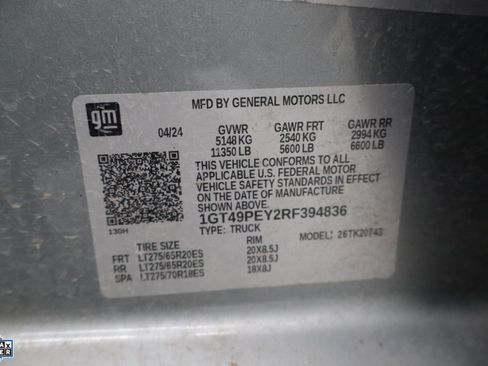 gm
MFD BY GENERAL MOTORS LLC
04/24 GVWR GAWR FRT GAWR RR
5148 KG 2540 KG 2994 KG
11350 LB 5600 LB 6600 LB
THIS VEHICLE CONFORMS TO ALL
APPLICABLE U.S. FEDERAL MOTOR
VEHICLE SAFETY STANDARDS IN EFFECT
ON THE DATE OF MANUFACTURE
SHOWN ABOVE.
1GT49PEY2RF394836
TYPE: TRUCK MODEL: 26TK20743
13GH
TIRE SIZE RIM
FRT LT275/65R20ES 20X8.5J
RR LT275/65R20ES 20X8.5J
SPA LT275/70R18ES 18X8J